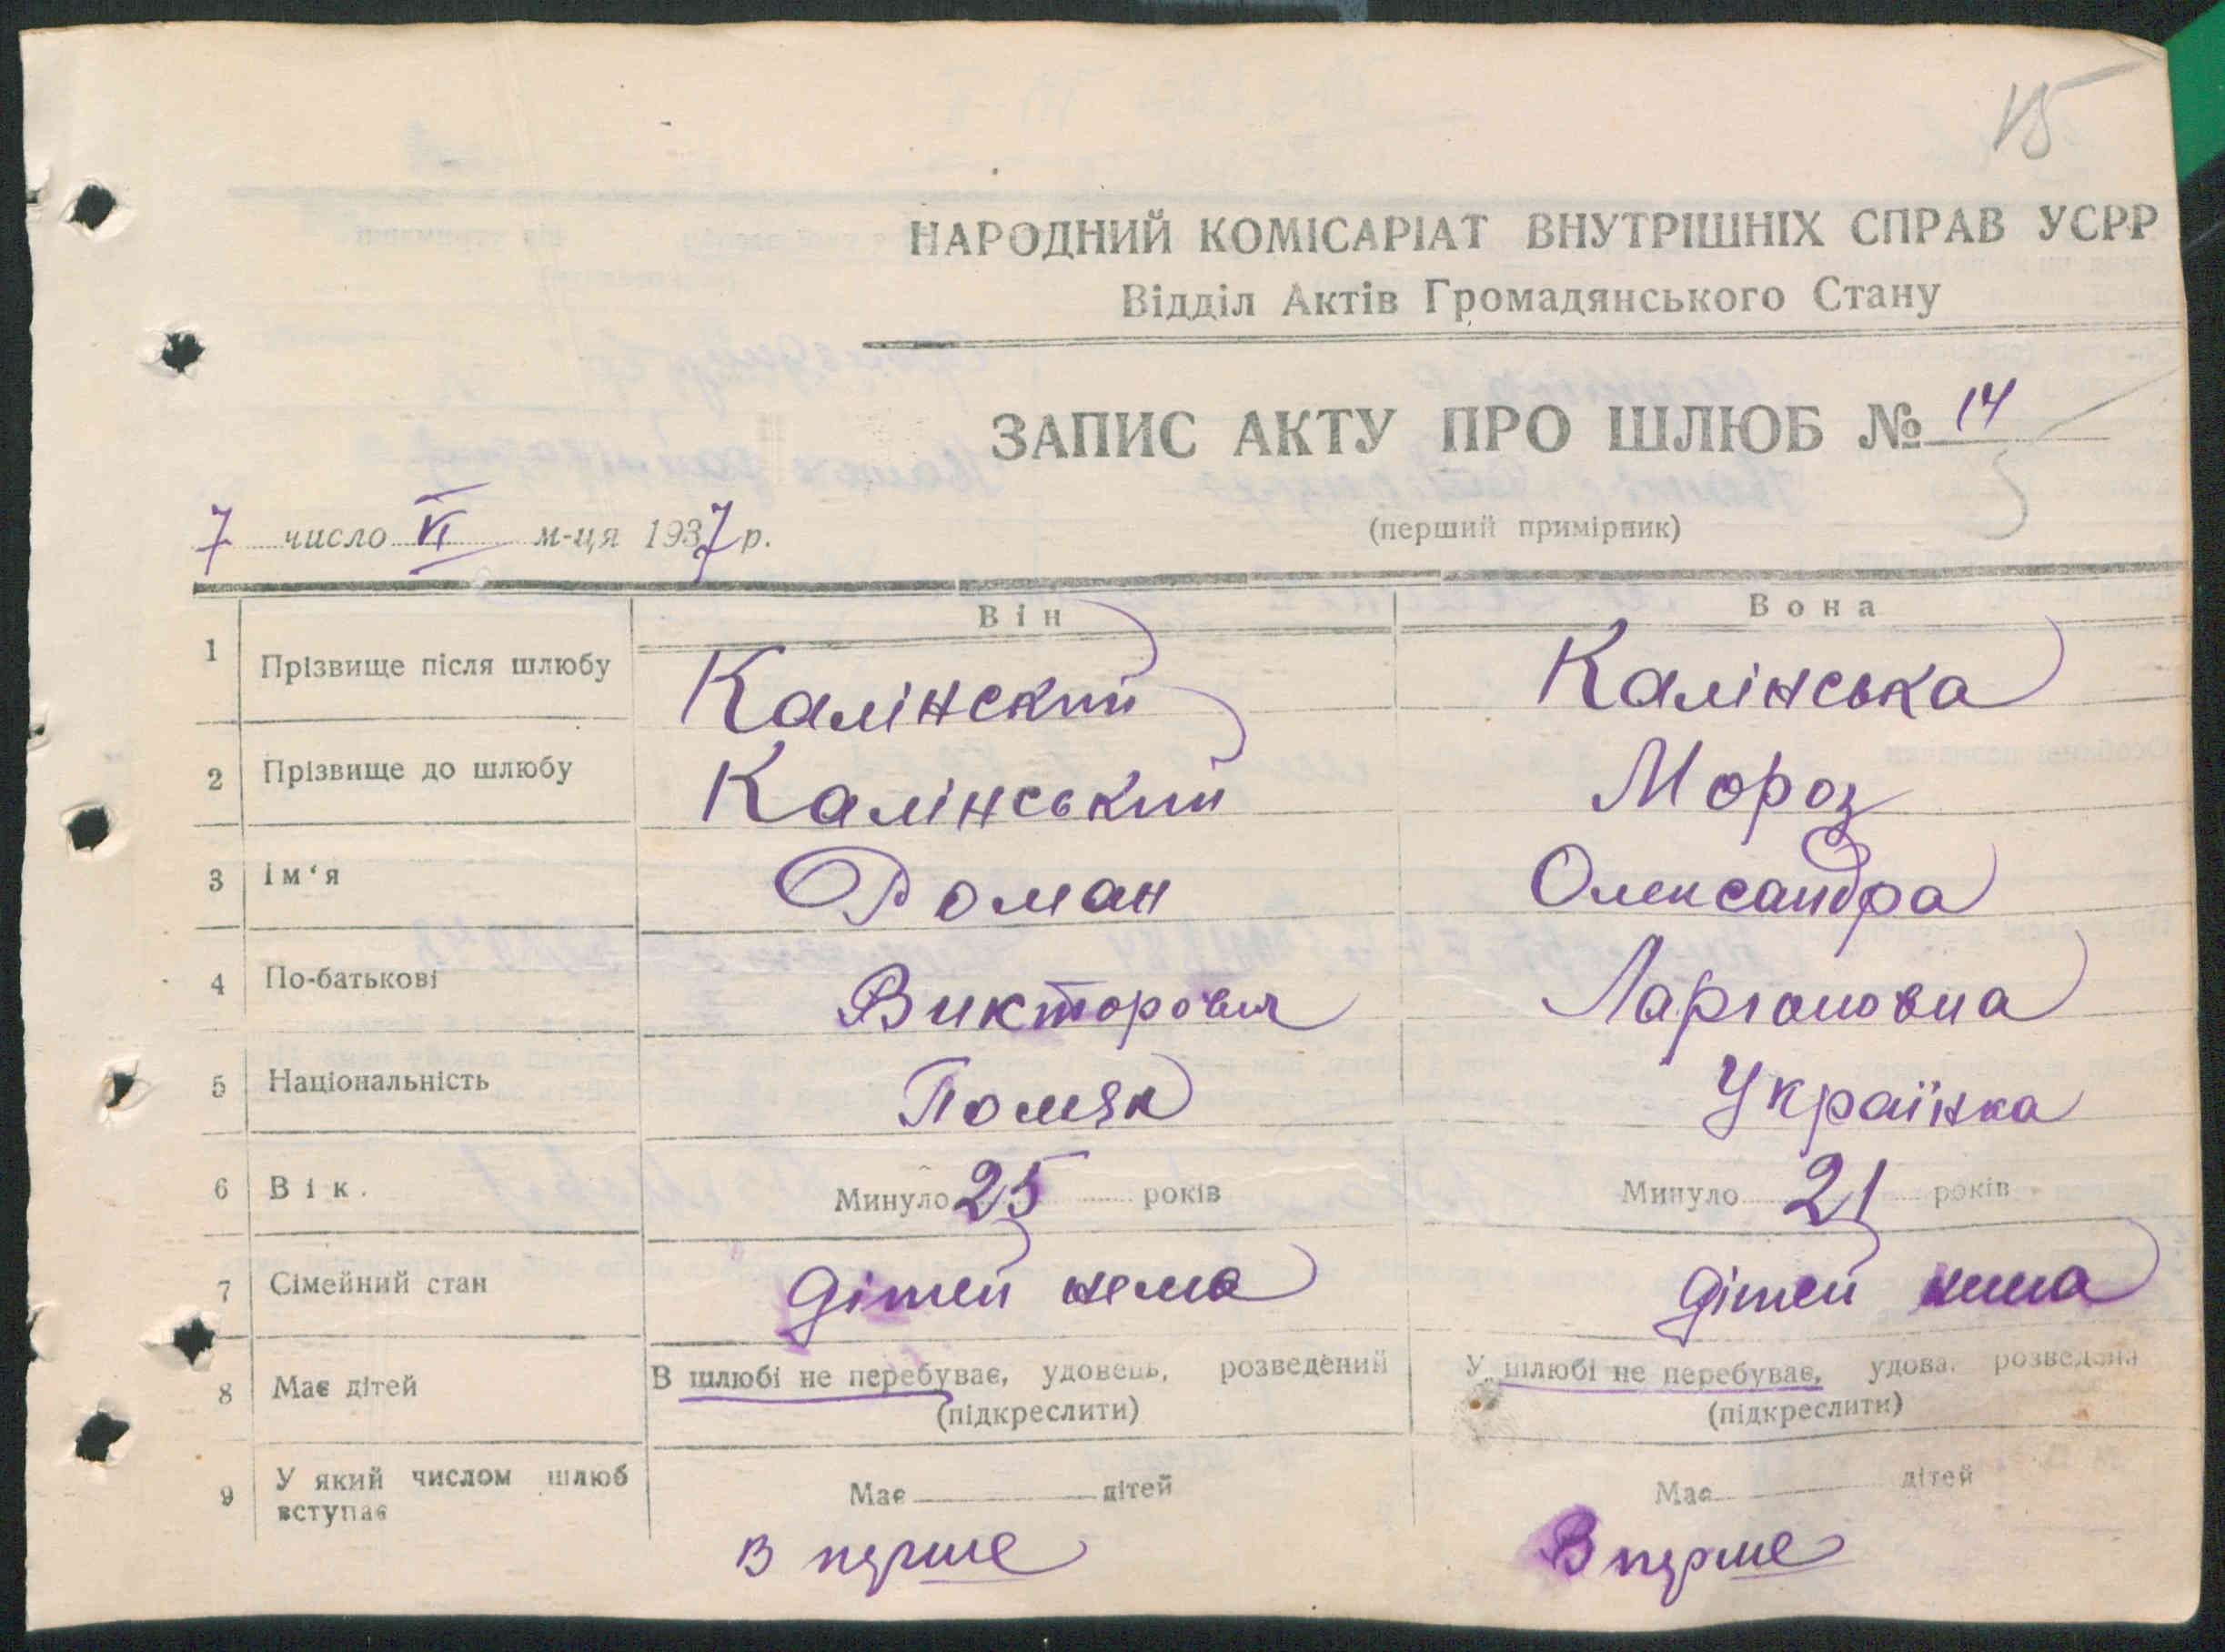 15
НАРОДНИЙ КОМІСАРІАТ ВНУТРІШНІХ СПРАВ УСРР
Відділ Актів Громадянського Стану
ЗАПИС АКТУ ПРО ШЛЮБ № 14
7 число VI м-ця 1937 р.
(перший примірник)
Він Вона
1 Прізвище після шлюбу Калінский Калінська
2 Прізвище до шлюбу Калінський Мороз
3 Ім‘я Роман Олександра
4 По-батькові Викторович
5 Національність Поляк Українка
6 Вік. Минуло 25 років Минуло 21 років
7 Сімейний стан дітей нема дітей нема
8 Має дітей В шлюбі не перебуває, удовець, розведений У шлюбі не перебуває, удова, розведена
(підкреслити) (підкреслити)
9 У який числом шлюб вступає Має дітей Має дітей
В перше В перше